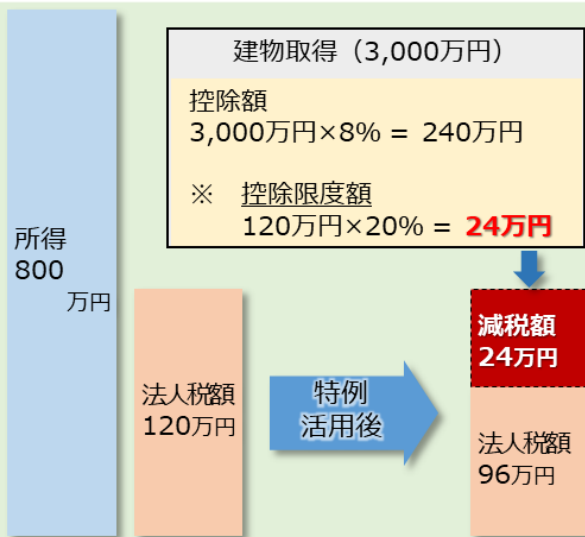 建物取得（3,000万円）
控除額
3,000万円×8% = 240万円
※　控除限度額
120万円×20% = 24万円
所得
800
万円
法人税額
120万円
特例
活用後
減税額
24万円
法人税額
96万円